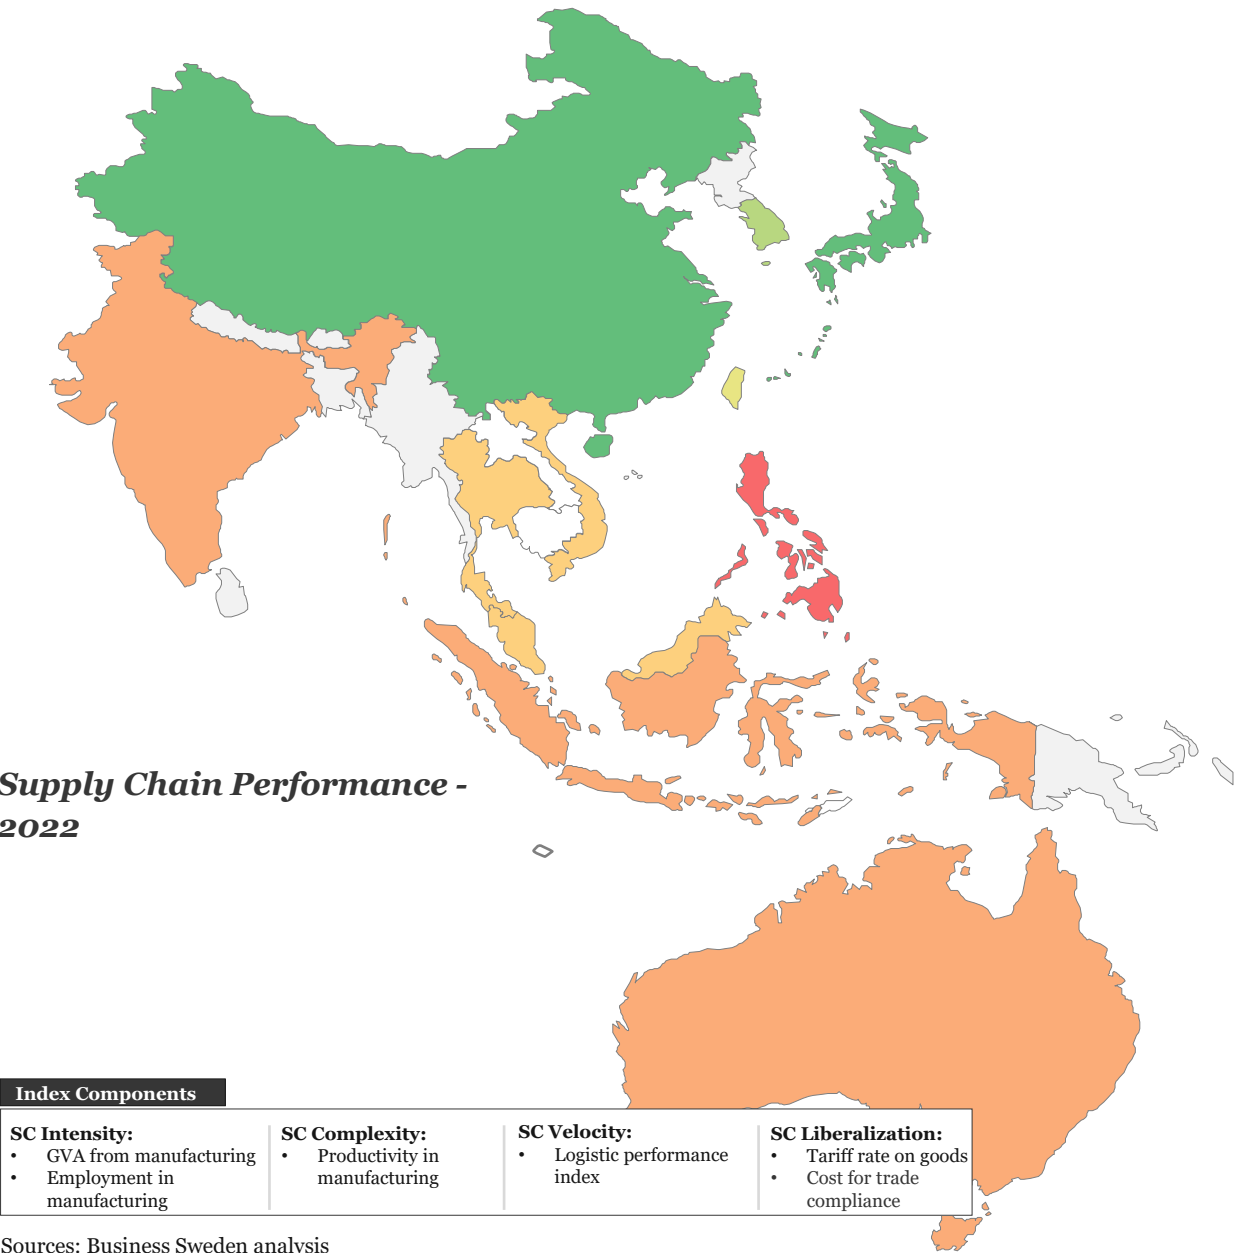 Supply Chain Performance -
2022
Index Components
SC Intensity:
• GVA from manufacturing
• Employment in
manufacturing
SC Complexity:
• Productivity in
manufacturing
SC Velocity:
• Logistic performance
index
SC Liberalization:
• Tariff rate on goods
• Cost for trade
compliance
Sources: Business Sweden analysis